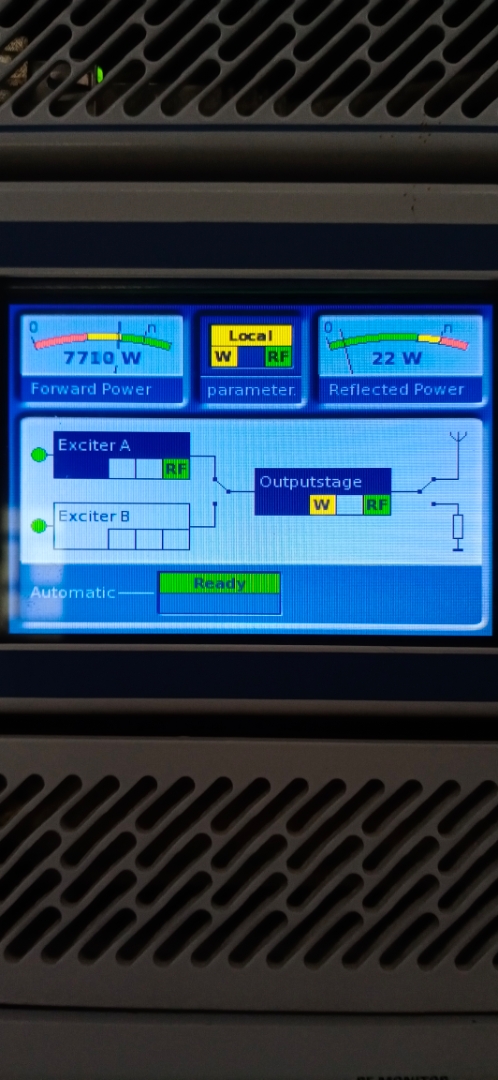 0 n
7710 W
Forward Power
Local
W RF
parameter
0 n
22 W
Reflected Power
Exciter A
RF
Exciter B
Outputstage
W RF
Automatic
Ready